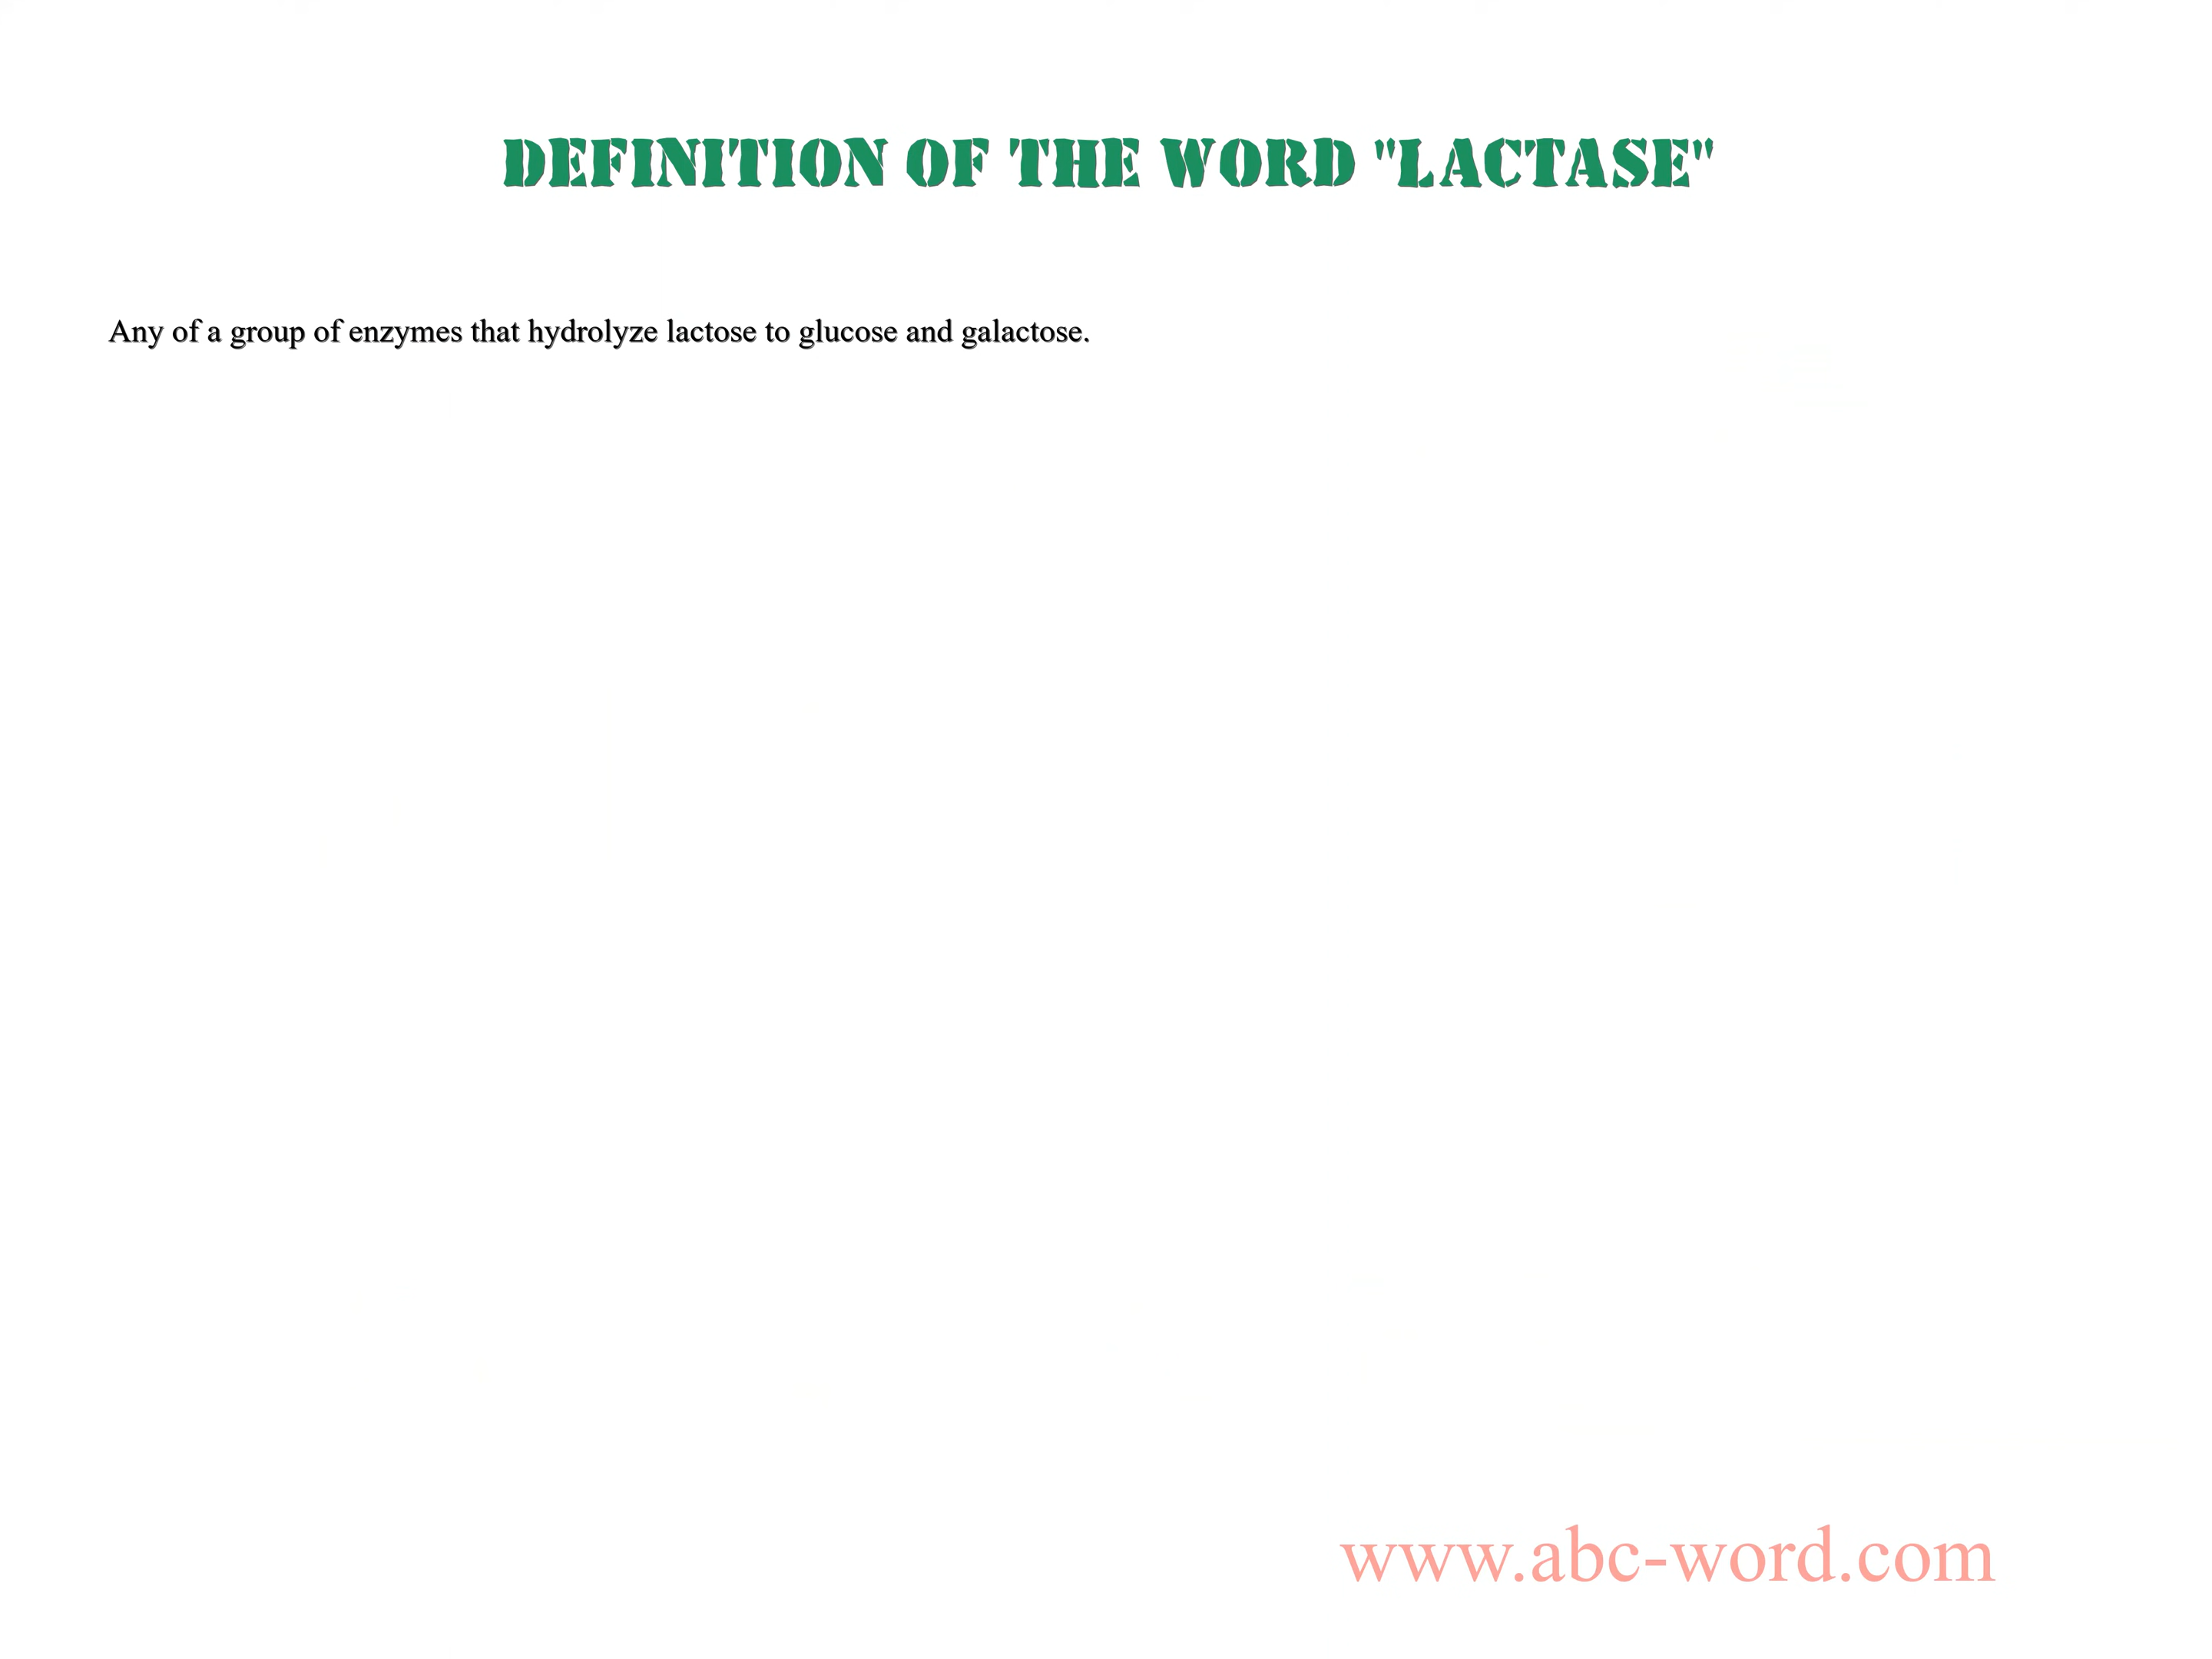 DEFINITION OF THE WORD "LACTASE"
Any of a group of enzymes that hydrolyze lactose to glucose and galactose.
www.abc-word.com